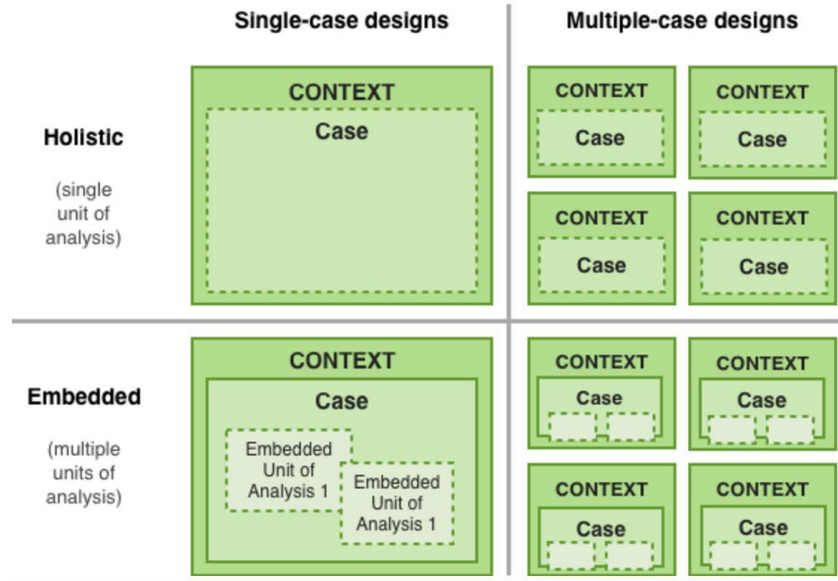 Single-case designs
Multiple-case designs
Holistic
(single
unit of
analysis)
CONTEXT
Case
CONTEXT
Case
CONTEXT
Case
CONTEXT
Case
CONTEXT
Case
Embedded
(multiple
units of
analysis)
CONTEXT
Case
Embedded
Unit of
Analysis 1
Embedded
Unit of
Analysis 1
CONTEXT
Case
CONTEXT
Case
CONTEXT
Case
CONTEXT
Case